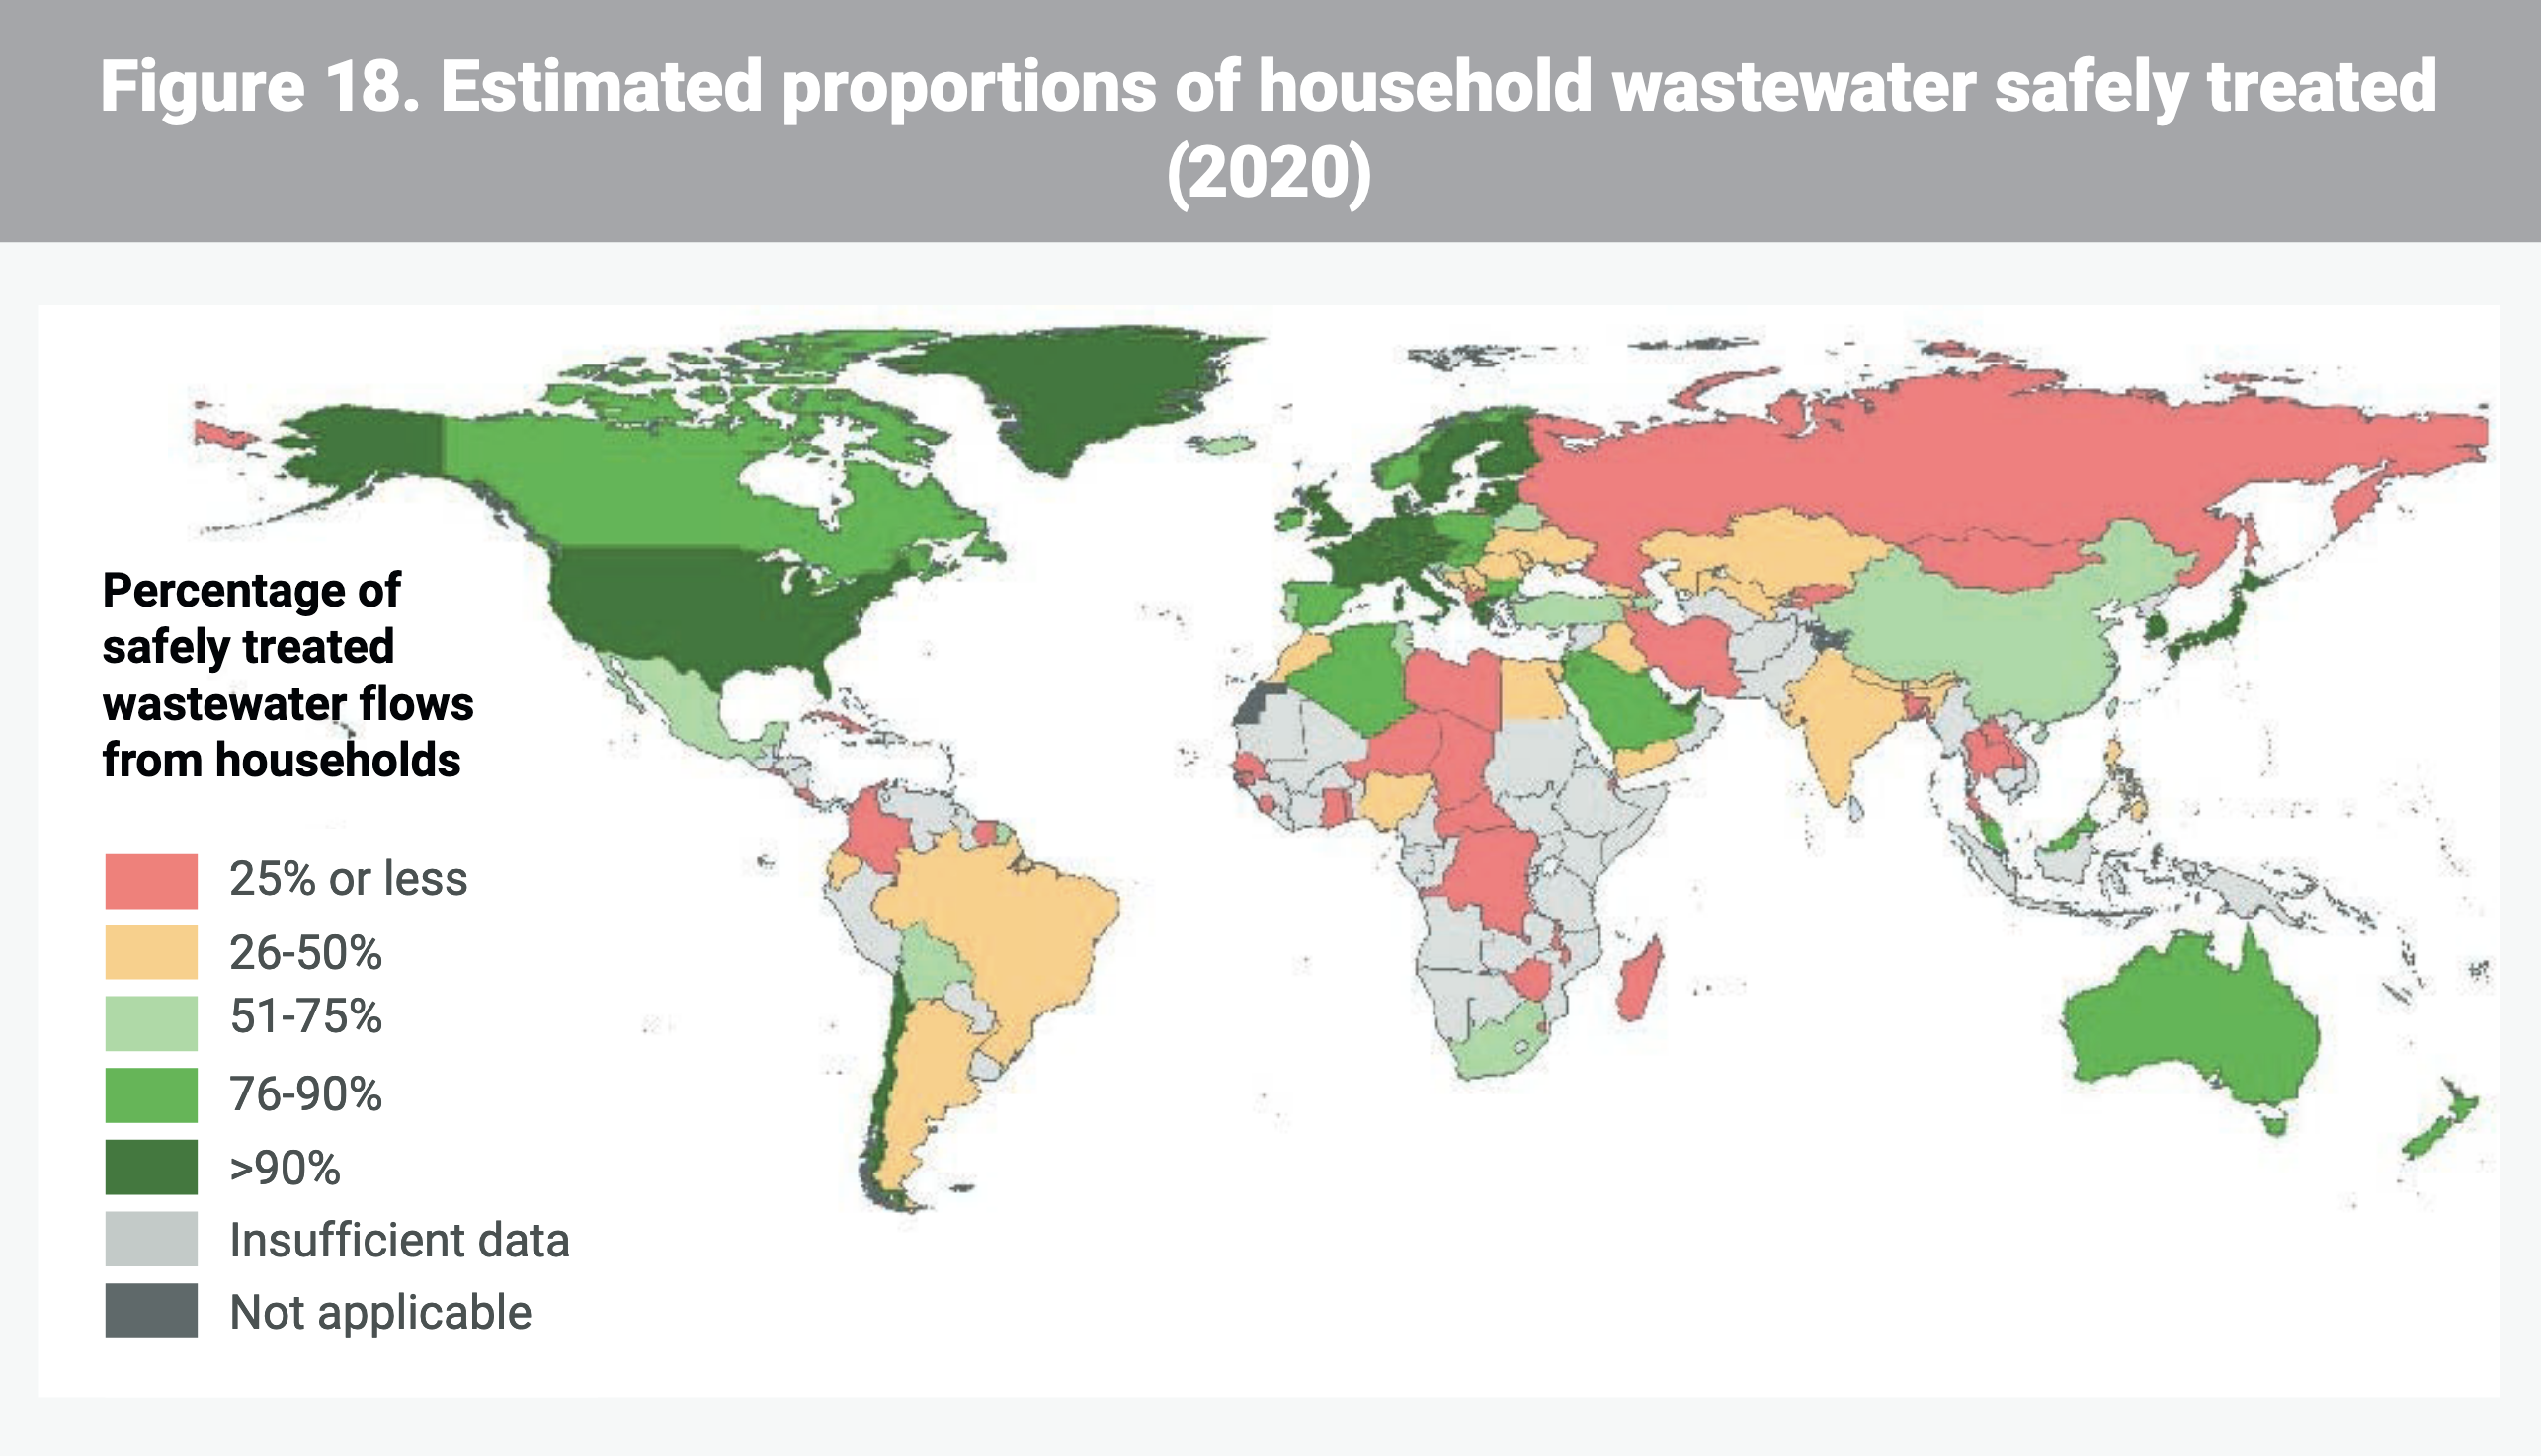 Figure 18. Estimated proportions of household wastewater safely treated
(2020)
Percentage of
safely treated
wastewater flows
from households
25% or less
26-50%
51-75%
76-90%
>90%
Insufficient data
Not applicable